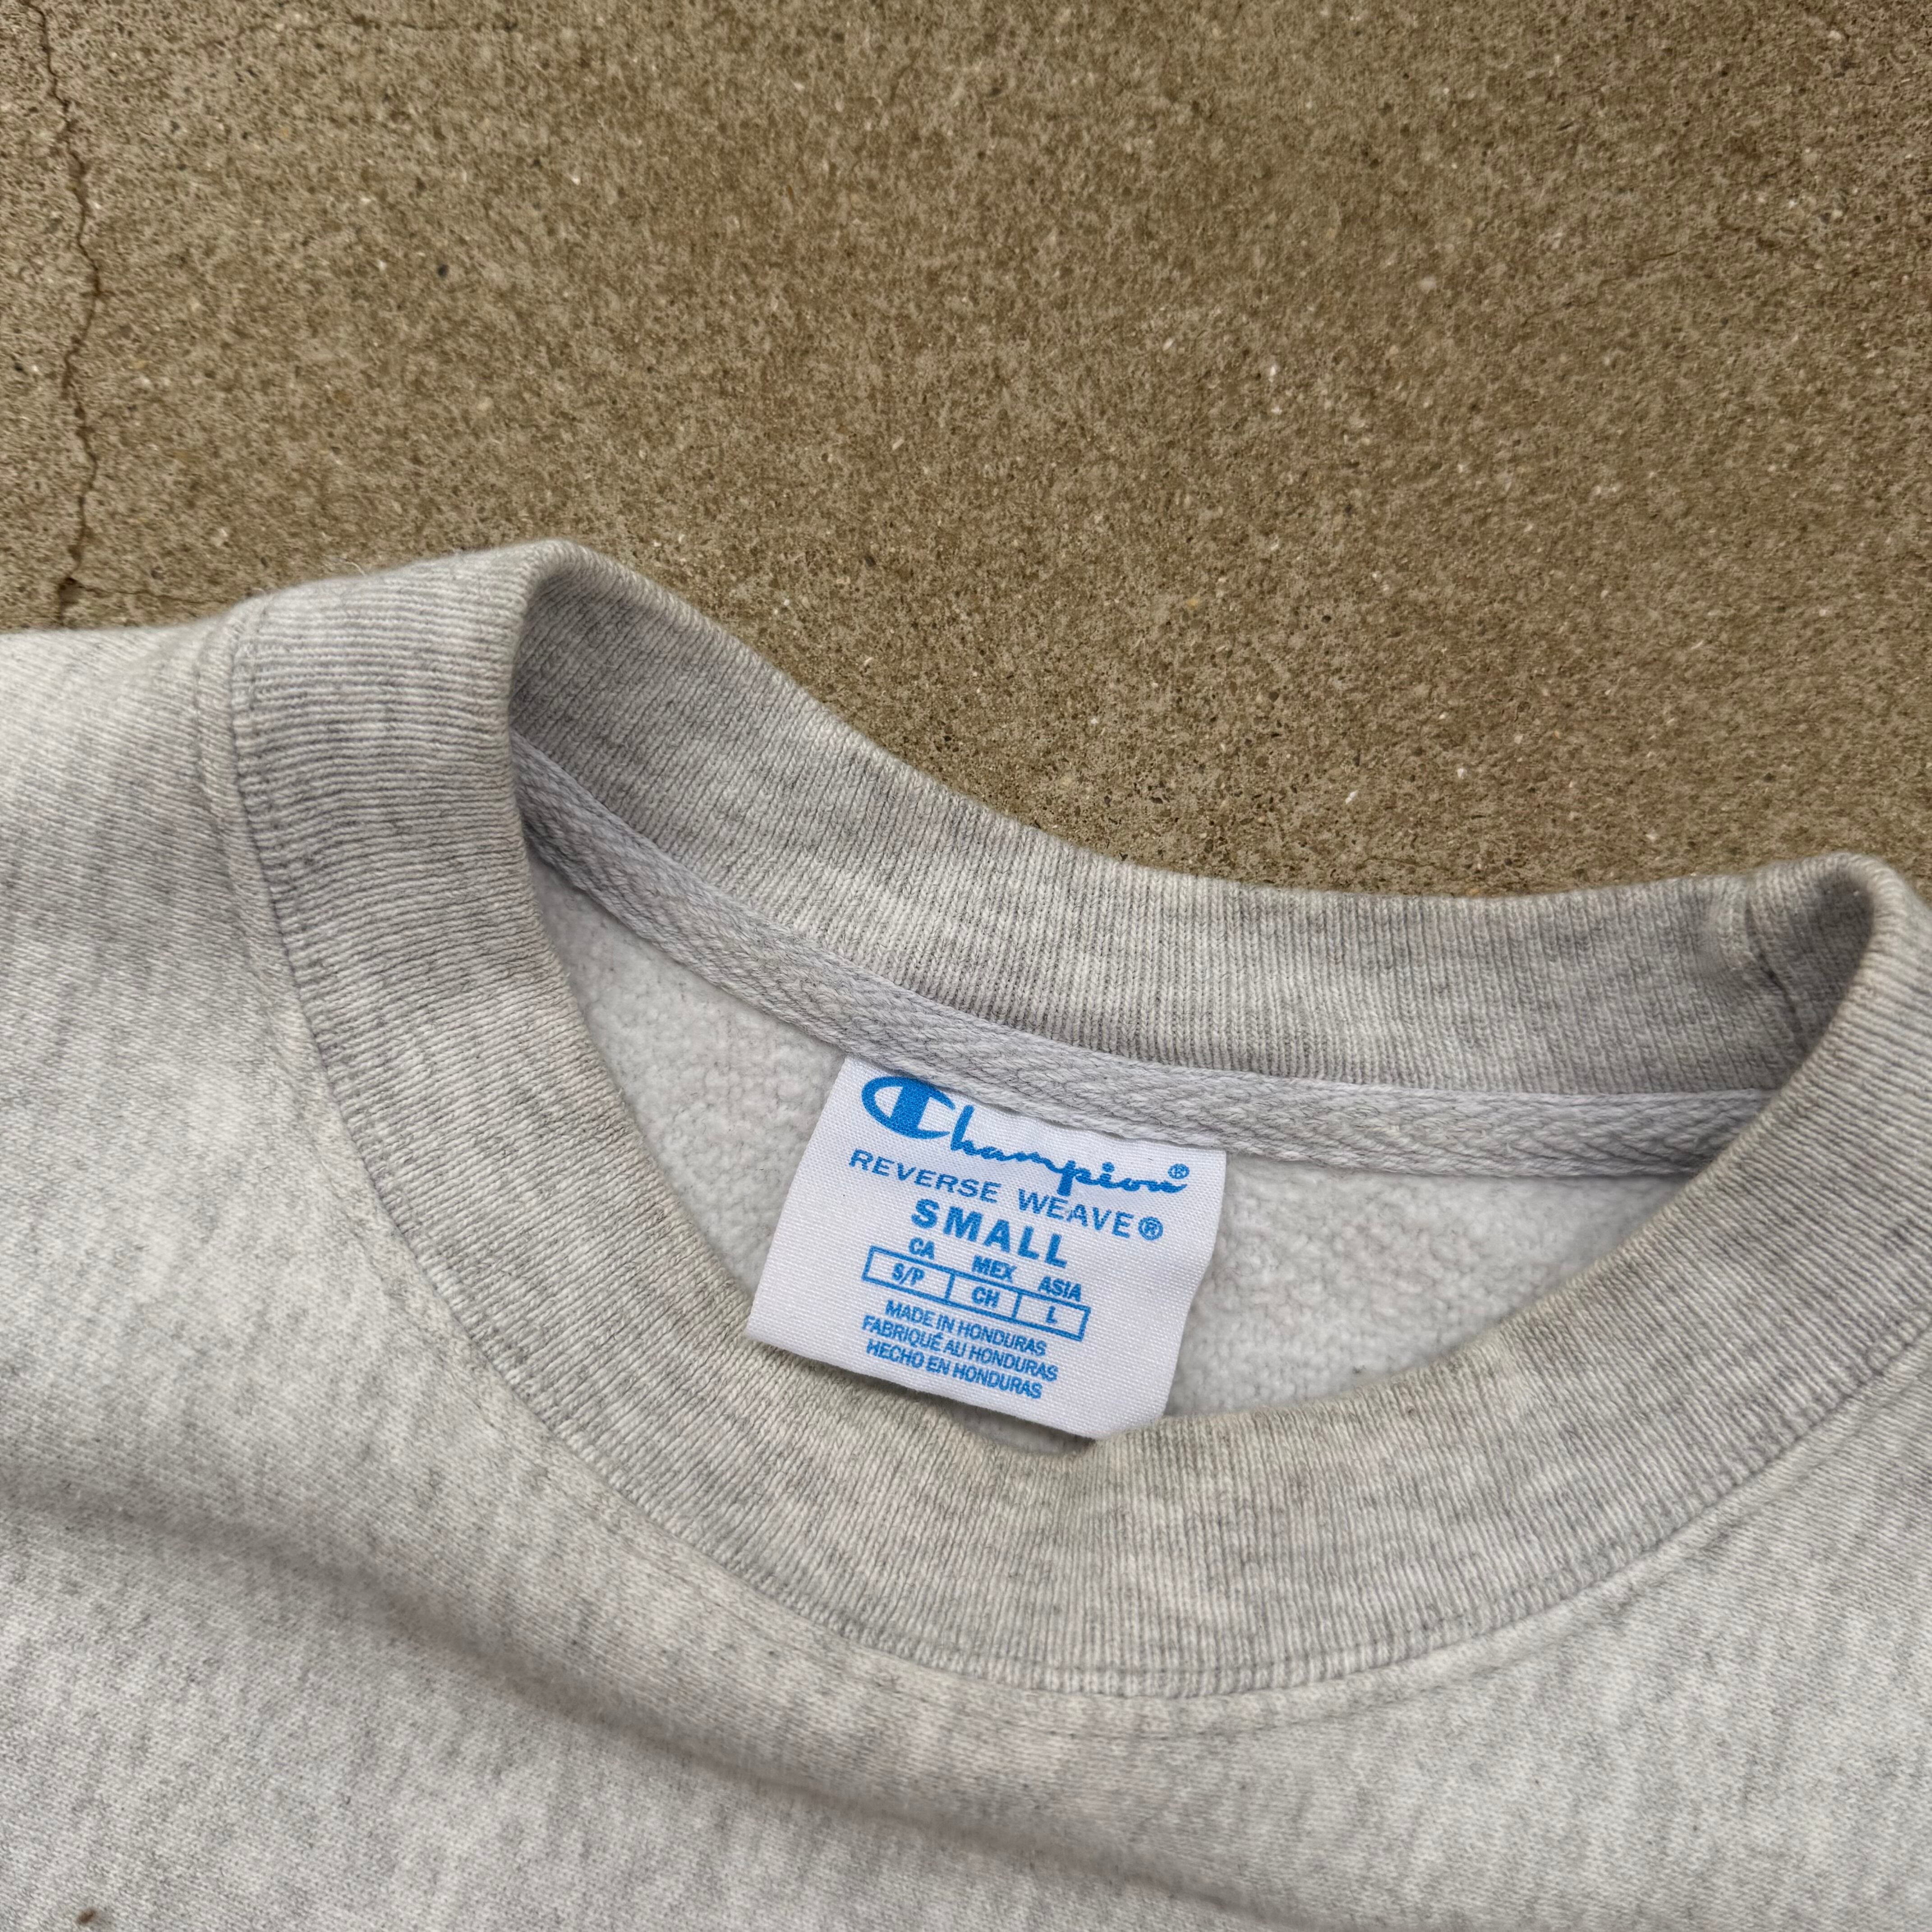 Champion®
REVERSE WEAVE®
SMALL
CA MEX ASIA
S/P CH L
MADE IN HONDURAS
FABRIQUÉ AU HONDURAS
HECHO EN HONDURAS